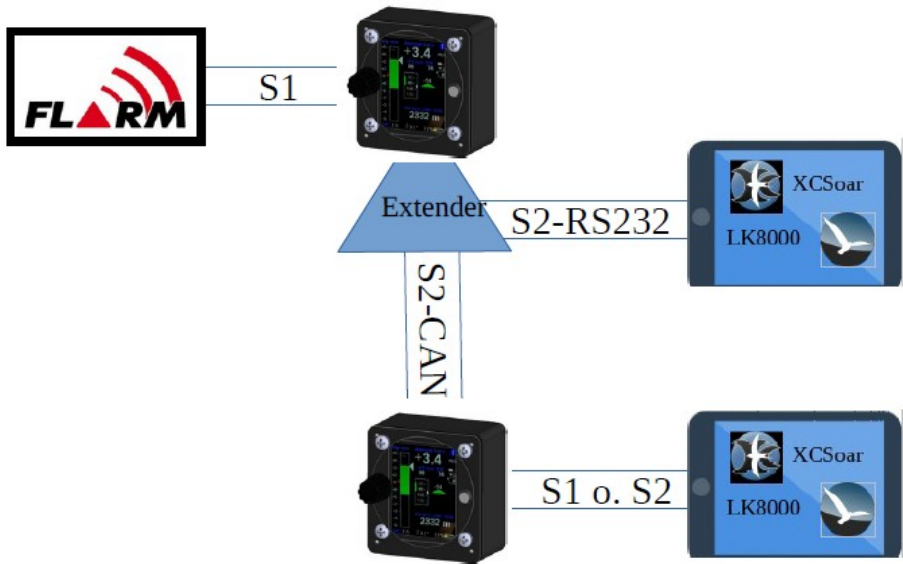 FLARM
S1
+3.4
2332 m
Extender
S2-RS232
XCSoar
LK8000
S2-CAN
+3.4
2332 m
S1 o. S2
XCSoar
LK8000